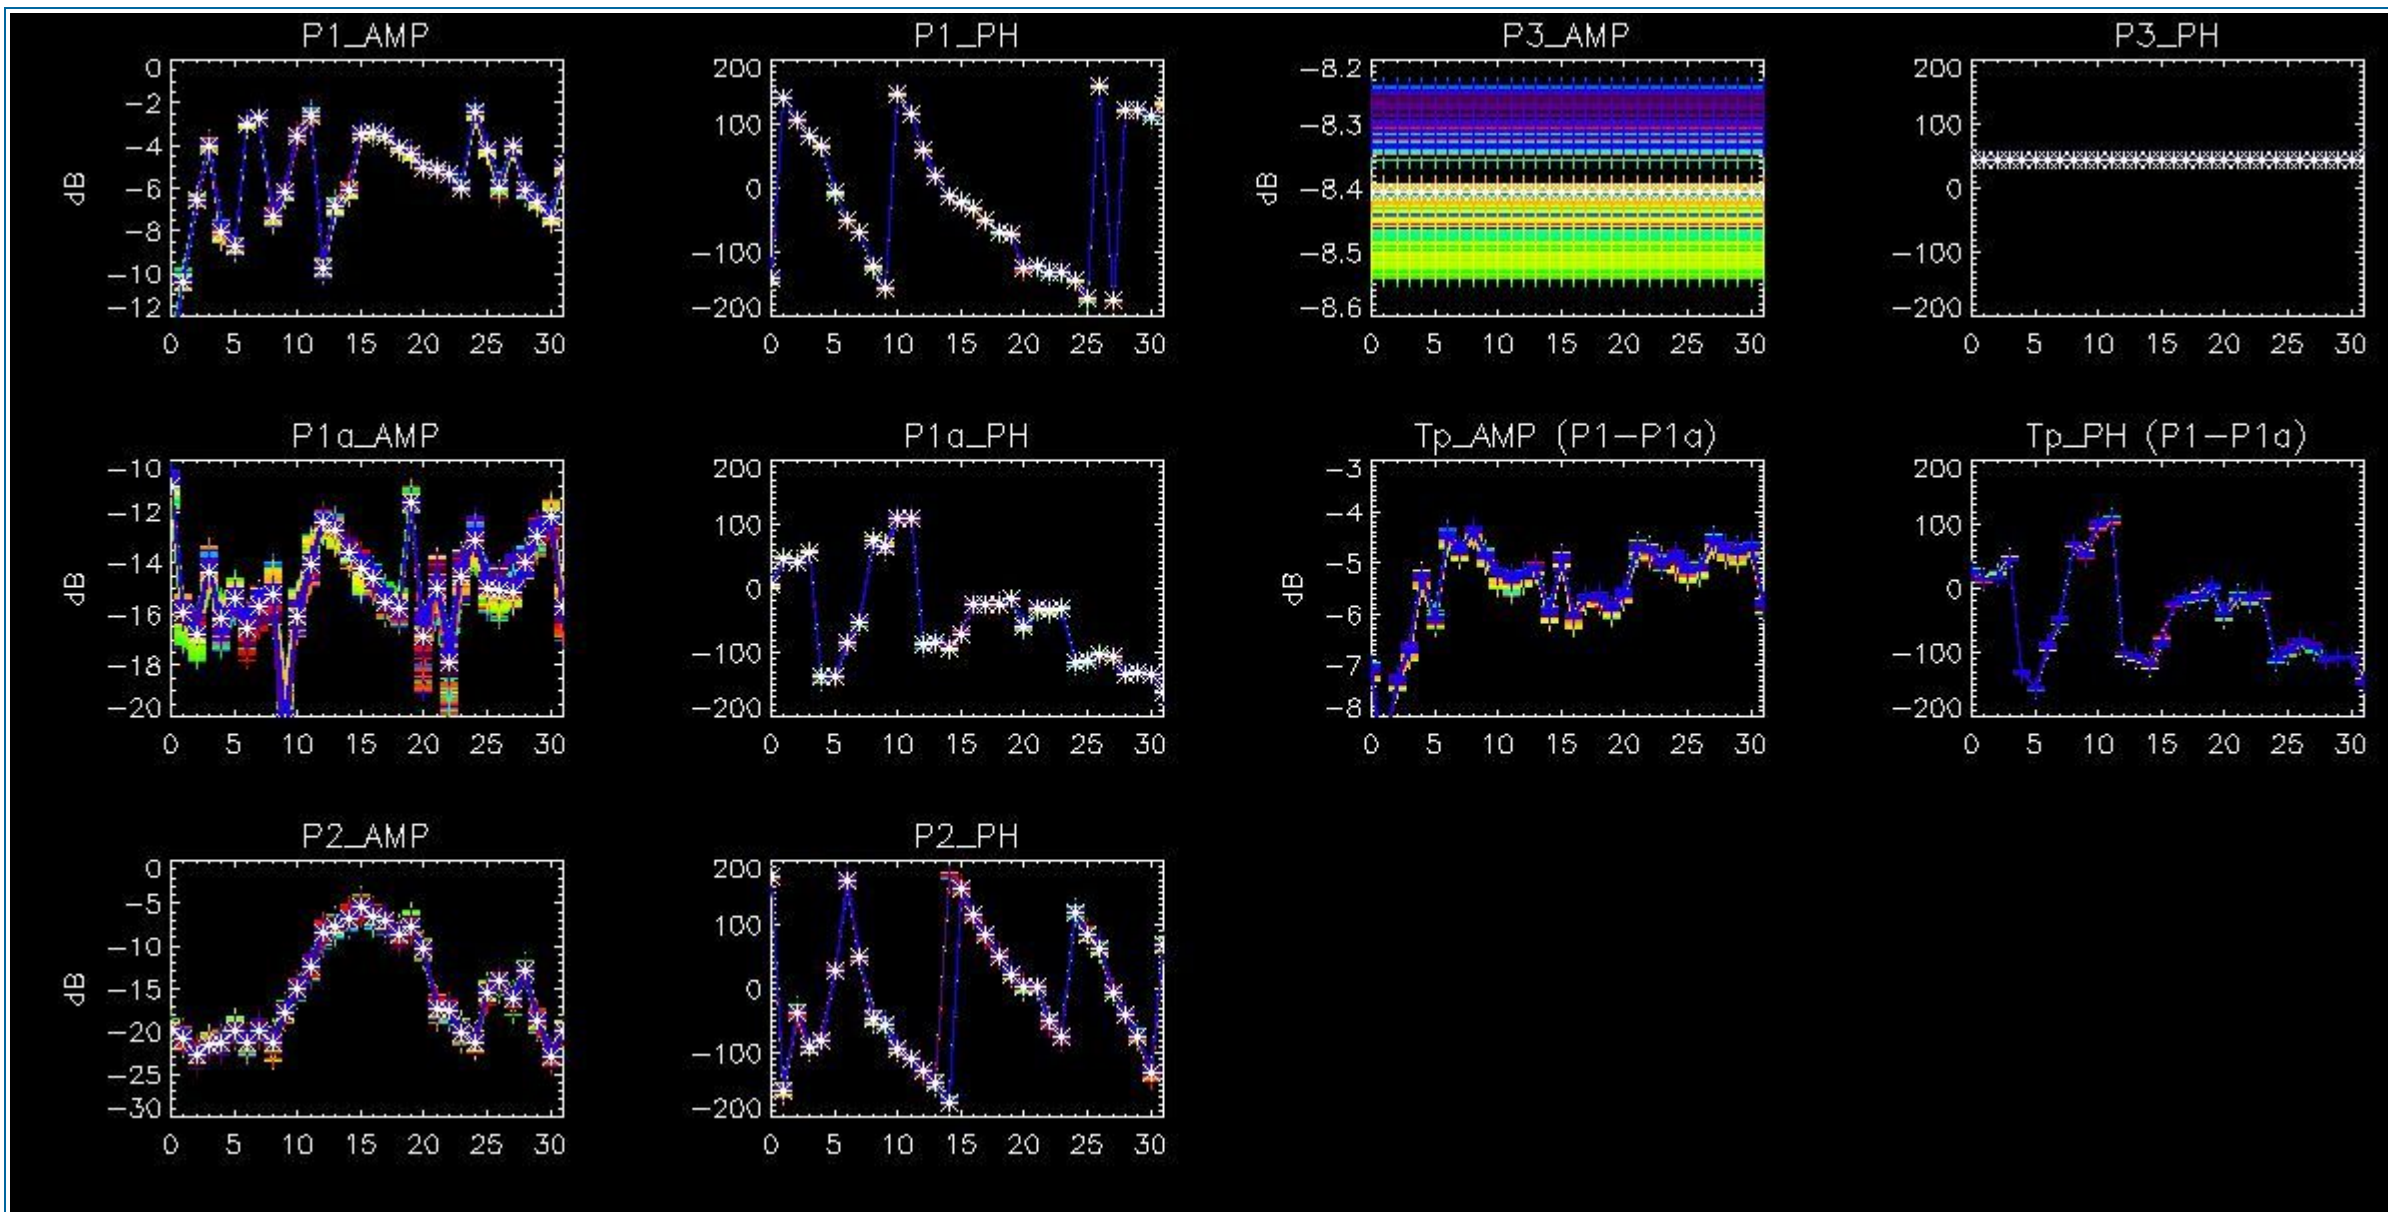 P1_AMP
0
−2
−4
−6
−8
−10
−12
dB
0 5 10 15 20 25 30
P1_PH
200
100
0
−100
−200
0 5 10 15 20 25 30
P3_AMP
−8.2
−8.3
−8.4
−8.5
−8.6
dB
0 5 10 15 20 25 30
P3_PH
200
100
0
−100
−200
0 5 10 15 20 25 30
P1a_AMP
−10
−12
−14
−16
−18
−20
dB
0 5 10 15 20 25 30
P1a_PH
200
100
0
−100
−200
0 5 10 15 20 25 30
Tp_AMP (P1−P1a)
−3
−4
−5
−6
−7
−8
dB
0 5 10 15 20 25 30
Tp_PH (P1−P1a)
200
100
0
−100
−200
0 5 10 15 20 25 30
P2_AMP
0
−5
−10
−15
−20
−25
−30
dB
0 5 10 15 20 25 30
P2_PH
200
100
0
−100
−200
0 5 10 15 20 25 30